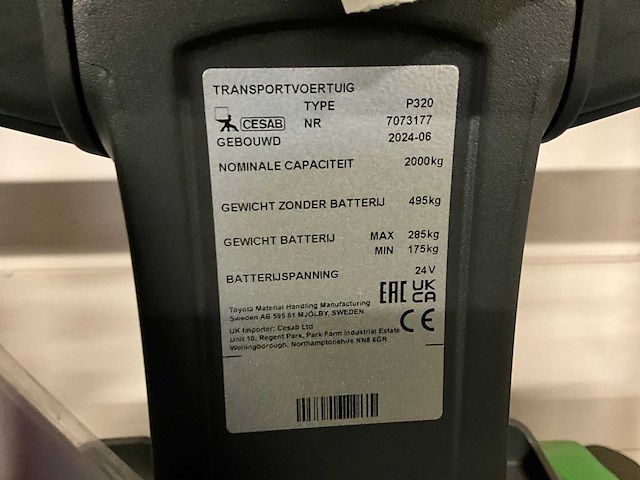 TRANSPORTVOERTUIG
TYPE P320
CESAB NR 7073177
GEBOUWD 2024-06
NOMINALE CAPACITEIT 2000kg
GEWICHT ZONDER BATTERIJ 495kg
GEWICHT BATTERIJ MAX 285kg
MIN 175kg
BATTERIJSPANNING 24V
EAC UKCA
Toyota Material Handling Manufacturing
Sweden AB 595 81 MJÖLBY, SWEDEN
CE
UK Importer: Cesab Ltd
Unit 10, Regent Park, Park Farm Industrial Estate
Wellingborough, Northamptonshire NN8 6GR